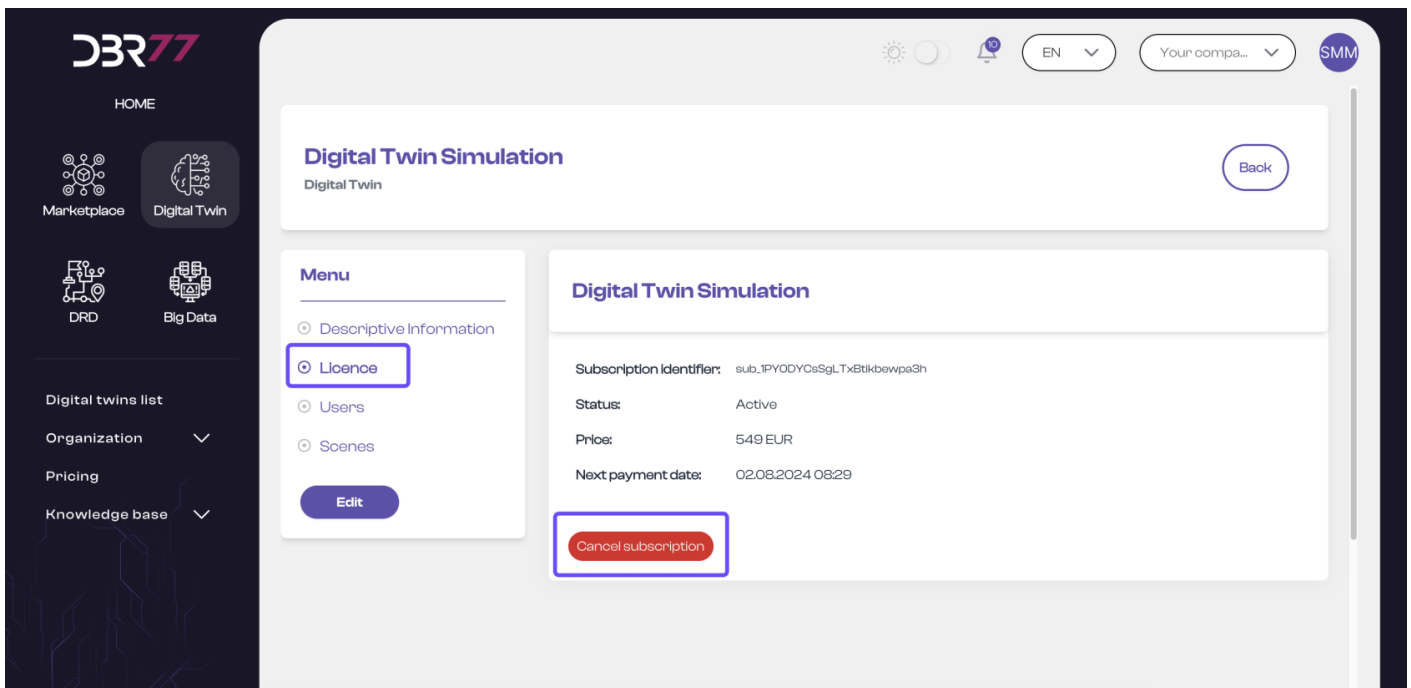 DBR77
10
EN
Your compa...
SMM
HOME
Marketplace
Digital Twin
DRD
Big Data
Digital twins list
Organization
Pricing
Knowledge base
Digital Twin Simulation
Digital Twin
Back
Menu
Descriptive Information
Licence
Users
Scenes
Edit
Digital Twin Simulation
Subscription identifier: sub_1PY0DYCsSgLTxBtikbewpa3h
Status: Active
Price: 549 EUR
Next payment date: 02.08.2024 08:29
Cancel subscription